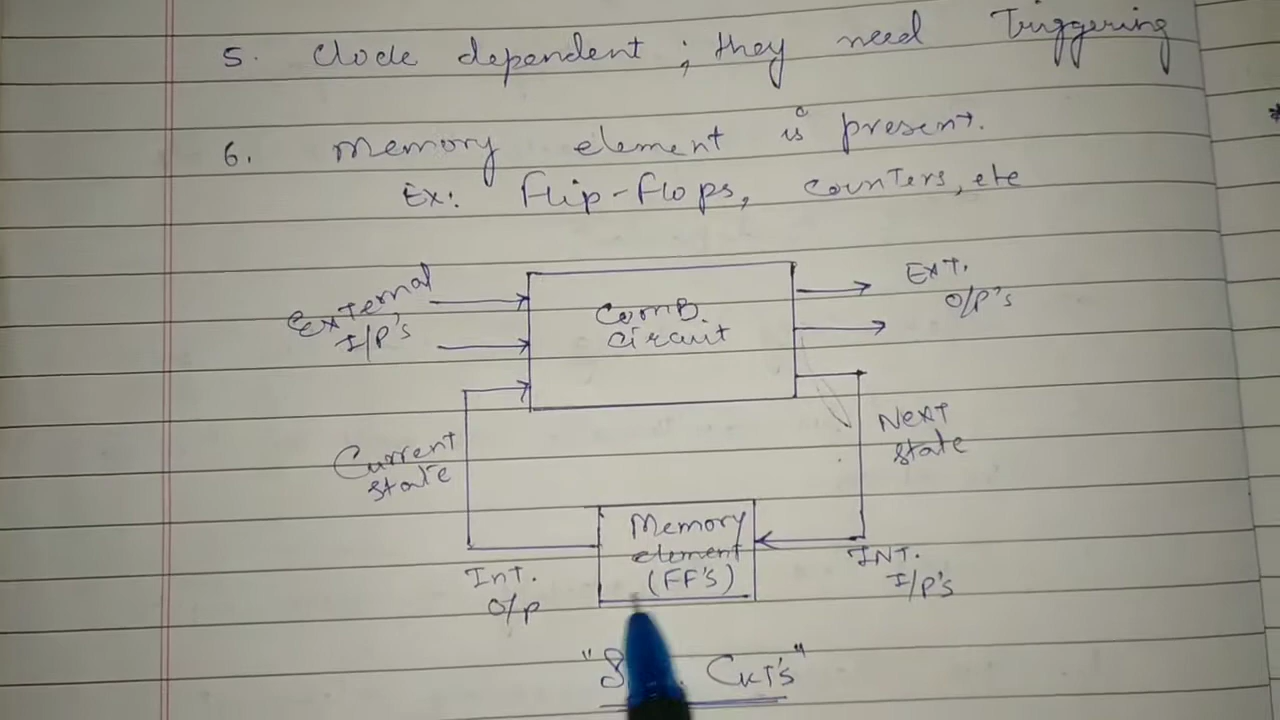 5. Clock dependent ; they need Triggering
6. Memory element is present.
Ex: Flip-Flops, Counters, etc
External
I/P's
Comb.
Circuit
Ext.
O/P's
Current
State
Next
State
Memory
element
(FF's)
Int.
O/P
INT.
I/P's
Ckt's"